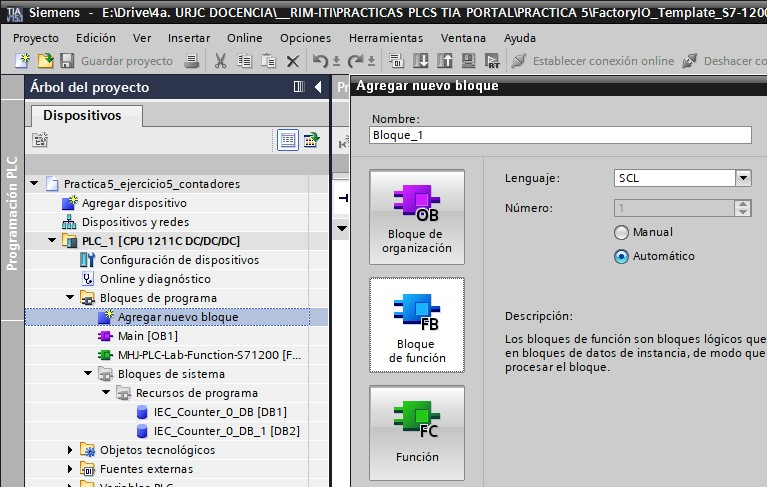 Siemens - E:\Drive\4a. URJC DOCENCIA\__RIM-ITI\PRACTICAS PLCS TIA PORTAL\PRACTICA 5\FactoryIO_Template_S7-1200
Proyecto Edición Ver Insertar Online Opciones Herramientas Ventana Ayuda
Guardar proyecto
Establecer conexión online
Deshacer co
Árbol del proyecto
Dispositivos
Programación PLC
Practica5_ejercicio5_contadores
Agregar dispositivo
Dispositivos y redes
PLC_1 [CPU 1211C DC/DC/DC]
Configuración de dispositivos
Online y diagnóstico
Bloques de programa
Agregar nuevo bloque
Main [OB1]
MHJ-PLC-Lab-Function-S71200 [F...
Bloques de sistema
Recursos de programa
IEC_Counter_0_DB [DB1]
IEC_Counter_0_DB_1 [DB2]
Objetos tecnológicos
Fuentes externas
Variables PLC
Agregar nuevo bloque
Nombre:
Bloque_1
OB
Bloque de
organización
FB
Bloque
de función
FC
Función
Lenguaje: SCL
Número: 1
Manual
Automático
Descripción:
Los bloques de función son bloques lógicos que
en bloques de datos de instancia, de modo que
procesar el bloque.